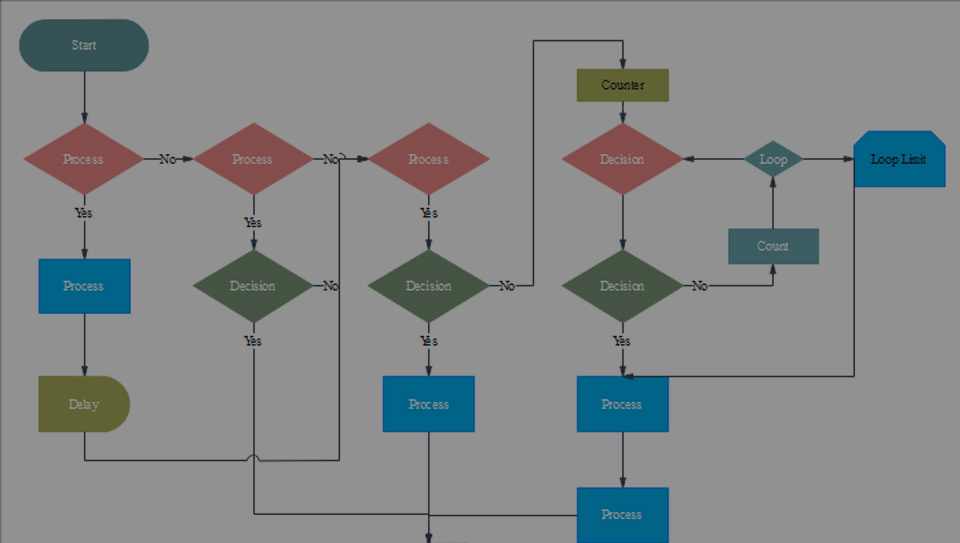 Start
Counter
Process
No
Process
No
Process
Decision
Loop
Loop Limit
Yes
Yes
Yes
Count
Process
Decision
No
Decision
No
Decision
No
Yes
Yes
Yes
Delay
Process
Process
Process